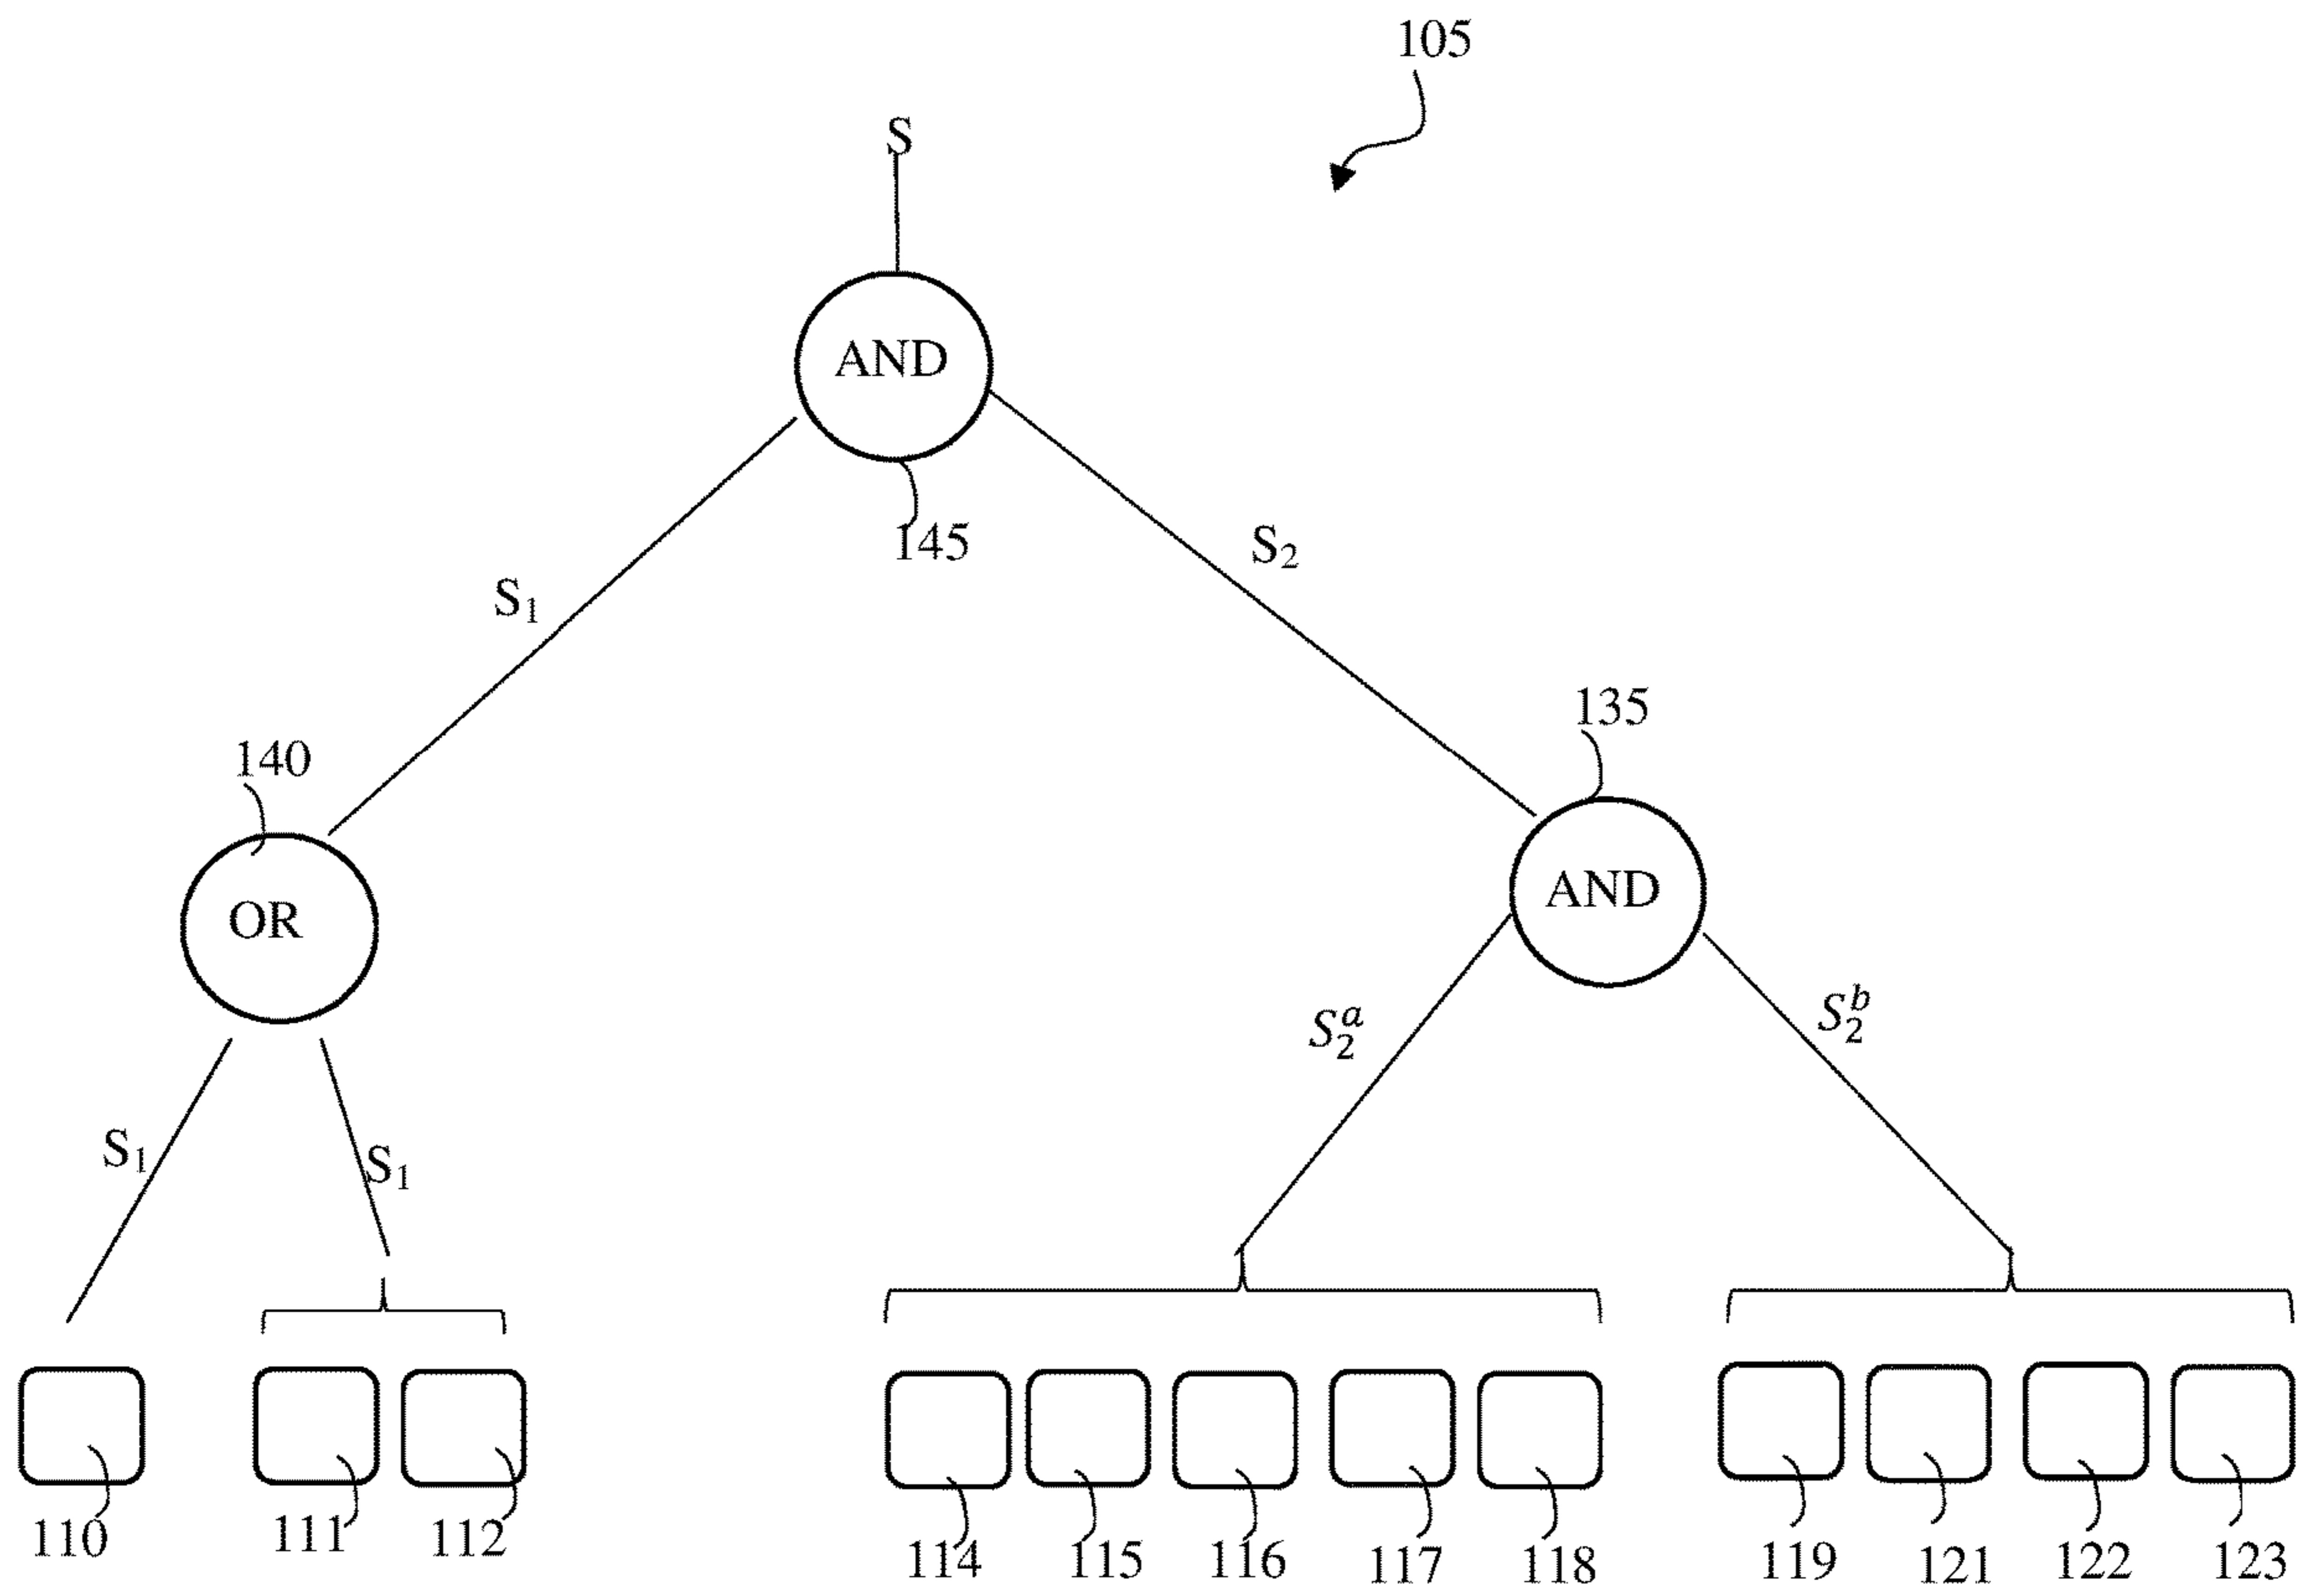 105
S
AND
145
S₂
S₁
135
140
AND
OR
S₂ᵃ
S₂ᵇ
S₁
S₁
110 111 112 114 115 116 117 118 119 121 122 123